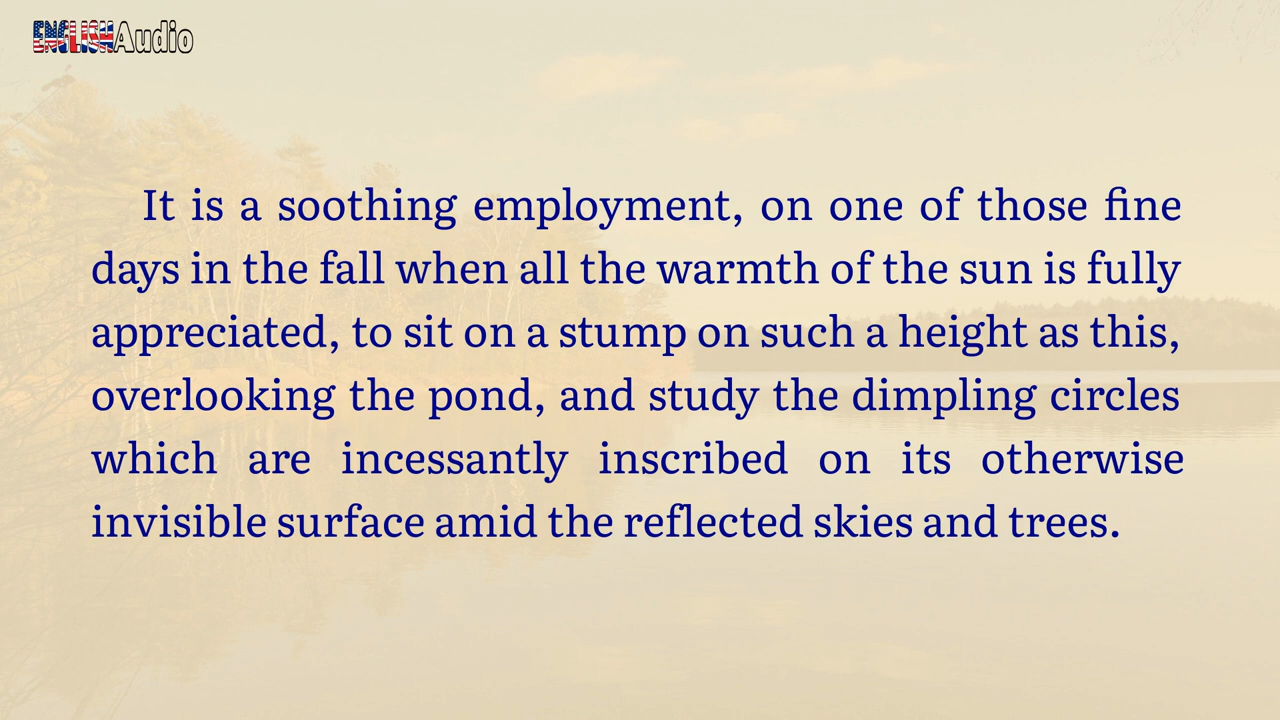 ENGLISHAudio
It is a soothing employment, on one of those fine
days in the fall when all the warmth of the sun is fully
appreciated, to sit on a stump on such a height as this,
overlooking the pond, and study the dimpling circles
which are incessantly inscribed on its otherwise
invisible surface amid the reflected skies and trees.